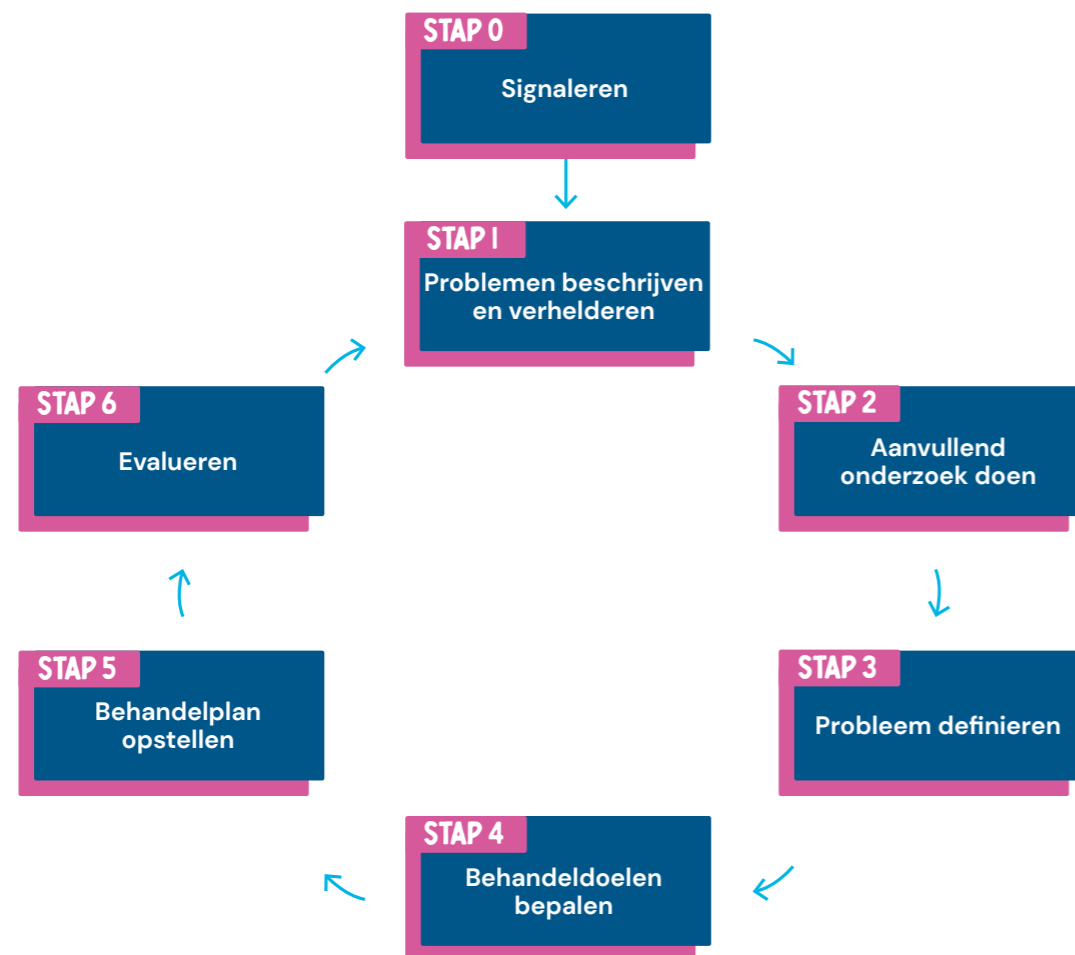 STAP 0
Signaleren
STAP 1
Problemen beschrijven
en verhelderen
STAP 2
Aanvullend
onderzoek doen
STAP 3
Probleem definiëren
STAP 4
Behandeldoelen
bepalen
STAP 5
Behandelplan
opstellen
STAP 6
Evalueren